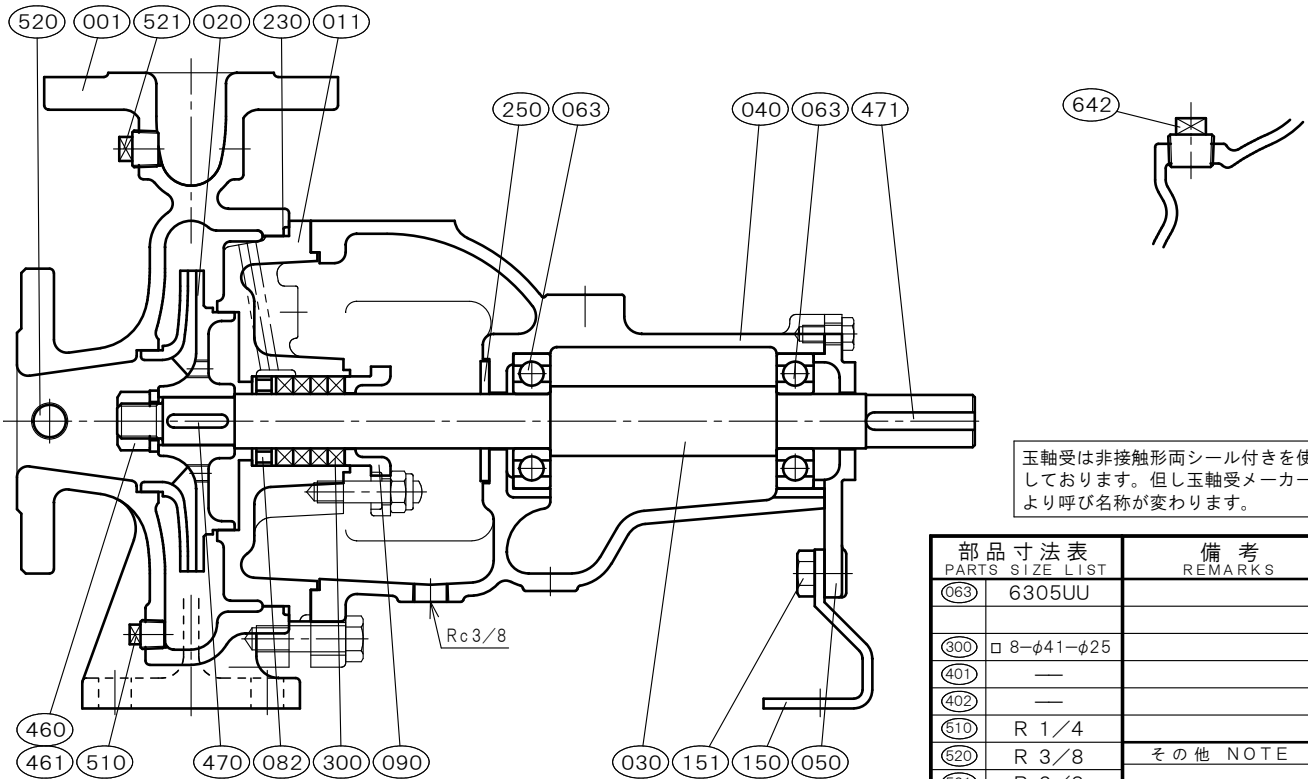 520 001 521 020 230 011
250 063 040 063 471 642
玉軸受は非接触形両シール付きを使
しております。但し玉軸受メーカー
より呼び名称が変わります。
部品寸法表 備考
PARTS SIZE LIST REMARKS
063 6305UU
300 □ 8-φ41-φ25
401 —
402 —
510 R 1/4
520 R 3/8 その他 NOTE
Rc3/8
460
461 510 470 082 300 090 030 151 150 050